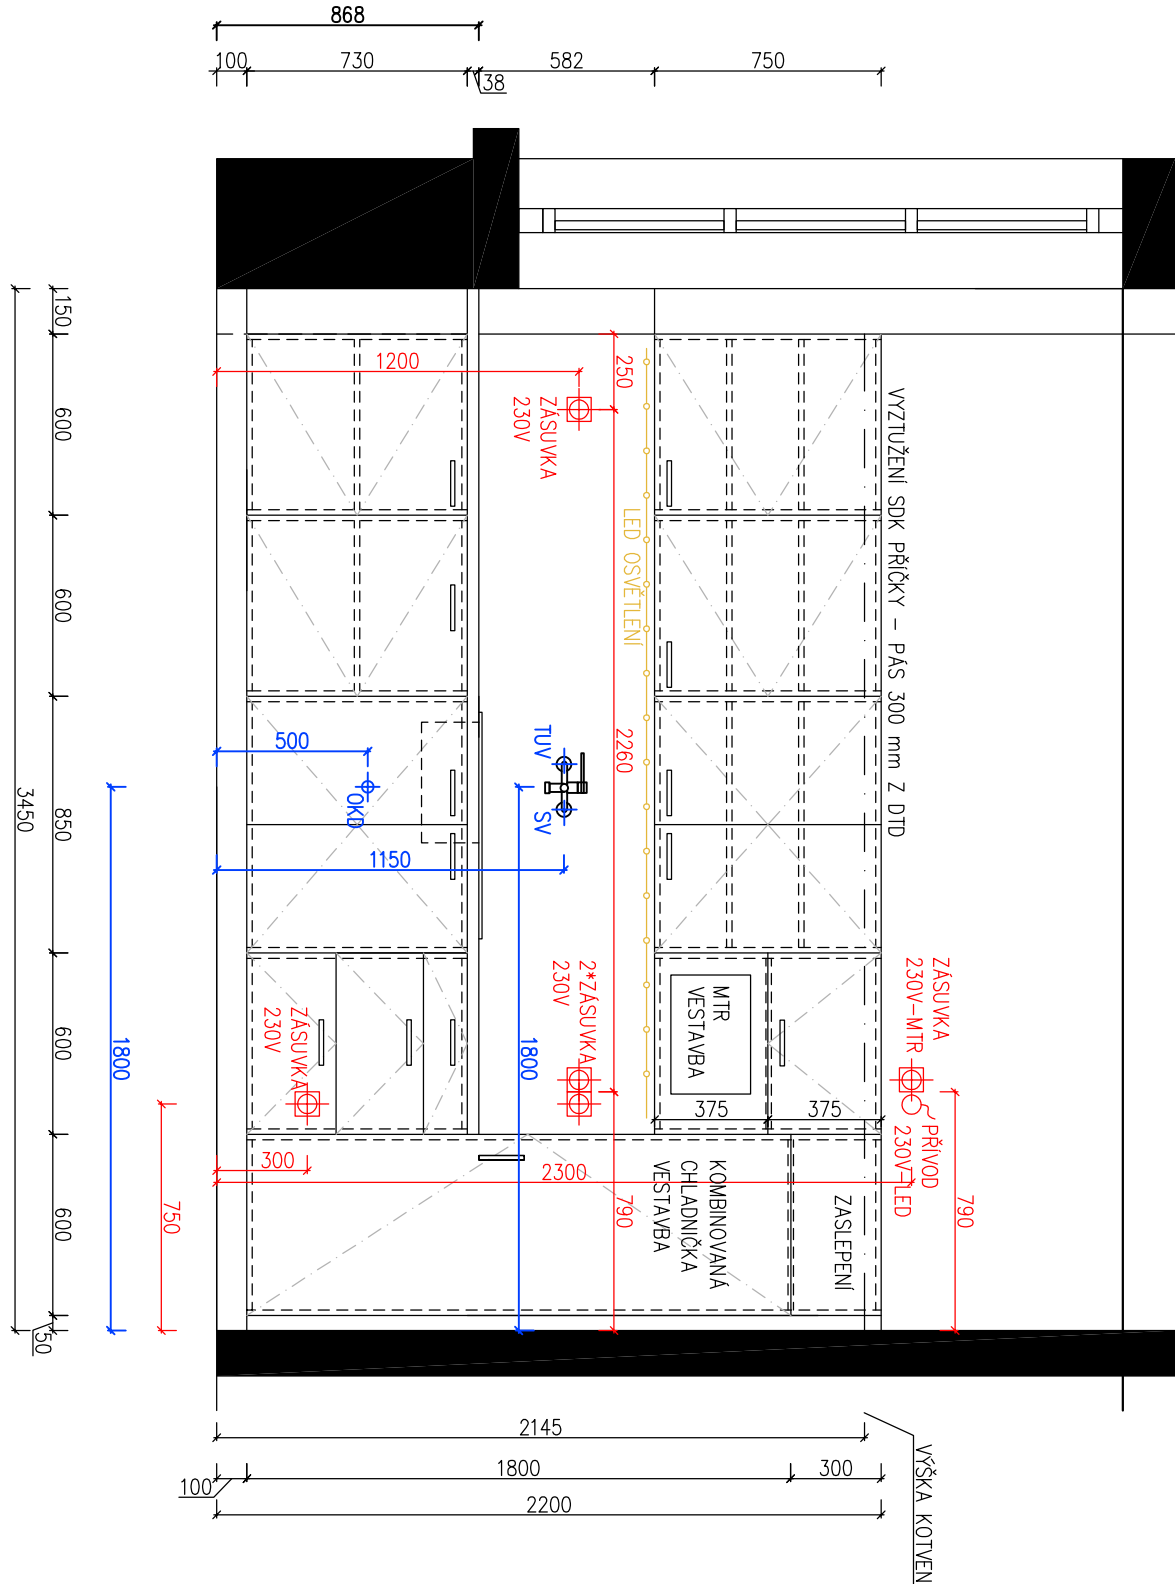 868
100
730
38
582
750
150
600
600
850
600
600
50
3450
1200
250
ZÁSUVKA
230V
LED OSVĚTLENÍ
VYZTUŽENÍ SDK PŘÍČKY - PÁS 300 mm Z DTD
2260
500
OKD
TUV
SV
1150
1800
1800
2*ZÁSUVKA
230V
ZÁSUVKA
230V
MTR
VESTAVBA
375
375
ZÁSUVKA
230V-MTR
PŘÍVOD
230V-LED
300
2300
750
790
790
KOMBINOVANÁ
CHLADNIČKA
VESTAVBA
ZASLEPENÍ
2145
100
1800
300
2200
VÝŠKA KOTVEN